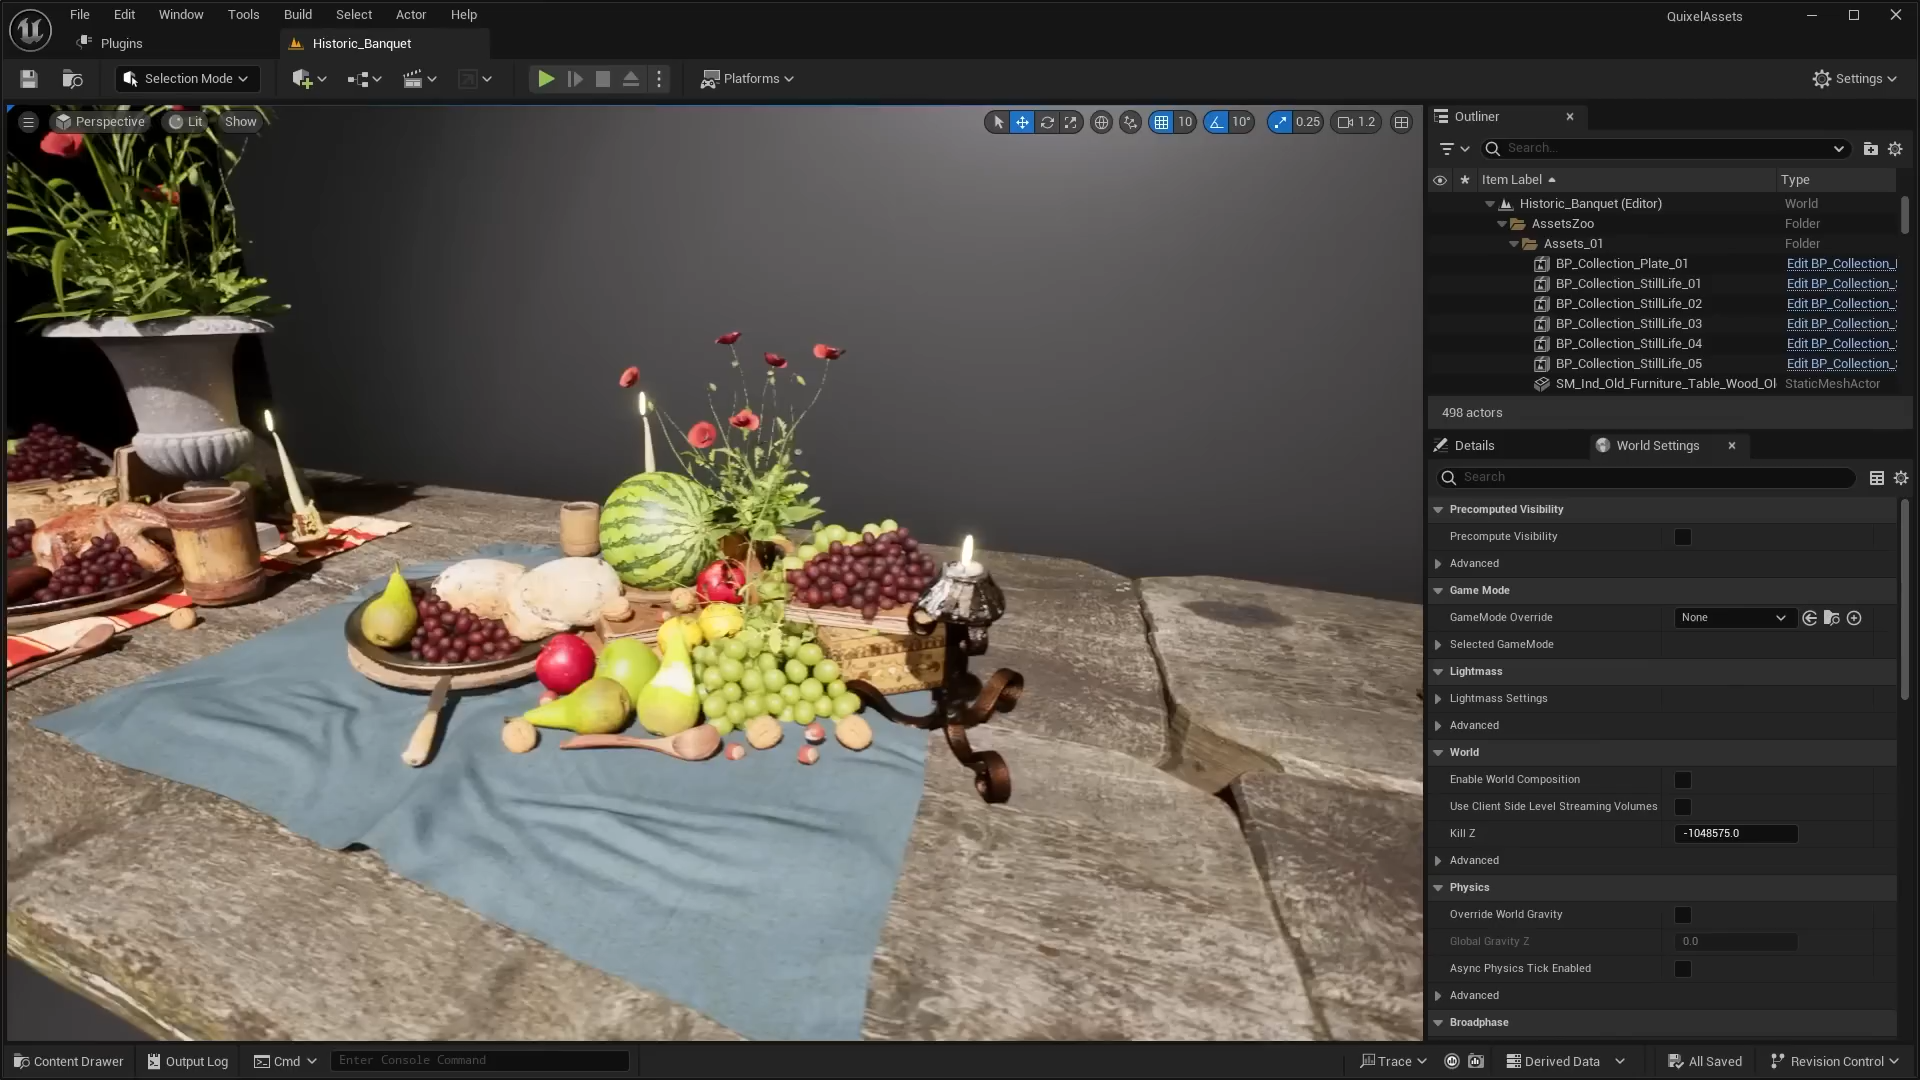 File Edit Window Tools Build Select Actor Help
QuixelAssets
Plugins
Historic_Banquet
Selection Mode
Platforms
Settings
Perspective
Lit
Show
10
10°
0.25
1.2
Outliner
Search...
Item Label
Type
Historic_Banquet (Editor) World
AssetsZoo Folder
Assets_01 Folder
BP_Collection_Plate_01 Edit BP_Collection_
BP_Collection_StillLife_01 Edit BP_Collection_
BP_Collection_StillLife_02 Edit BP_Collection_
BP_Collection_StillLife_03 Edit BP_Collection_
BP_Collection_StillLife_04 Edit BP_Collection_
BP_Collection_StillLife_05 Edit BP_Collection_
SM_Ind_Old_Furniture_Table_Wood_Ol StaticMeshActor
498 actors
Details
World Settings
Search
Precomputed Visibility
Precompute Visibility
Advanced
Game Mode
GameMode Override None
Selected GameMode
Lightmass
Lightmass Settings
Advanced
World
Enable World Composition
Use Client Side Level Streaming Volumes
Kill Z -1048575.0
Advanced
Physics
Override World Gravity
Global Gravity Z 0.0
Async Physics Tick Enabled
Advanced
Broadphase
Content Drawer
Output Log
Cmd
Enter Console Command
Trace
Derived Data
All Saved
Revision Control